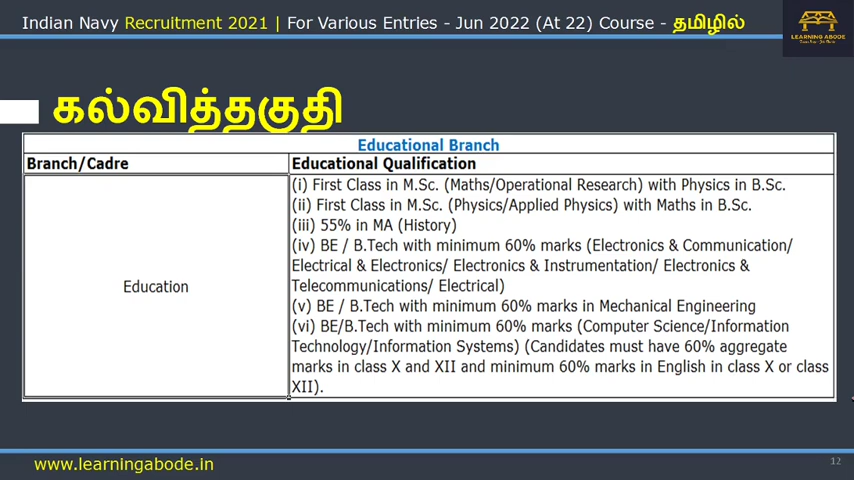 Indian Navy Recruitment 2021 | For Various Entries - Jun 2022 (At 22) Course - தமிழில்
LEARNING ABODE
கல்வித்தகுதி
Educational Branch
Branch/Cadre
Educational Qualification
Education
(i) First Class in M.Sc. (Maths/Operational Research) with Physics in B.Sc.
(ii) First Class in M.Sc. (Physics/Applied Physics) with Maths in B.Sc.
(iii) 55% in MA (History)
(iv) BE / B.Tech with minimum 60% marks (Electronics & Communication/
Electrical & Electronics/ Electronics & Instrumentation/ Electronics &
Telecommunications/ Electrical)
(v) BE / B.Tech with minimum 60% marks in Mechanical Engineering
(vi) BE/B.Tech with minimum 60% marks (Computer Science/Information
Technology/Information Systems) (Candidates must have 60% aggregate
marks in class X and XII and minimum 60% marks in English in class X or class
XII).
www.learningabode.in
12